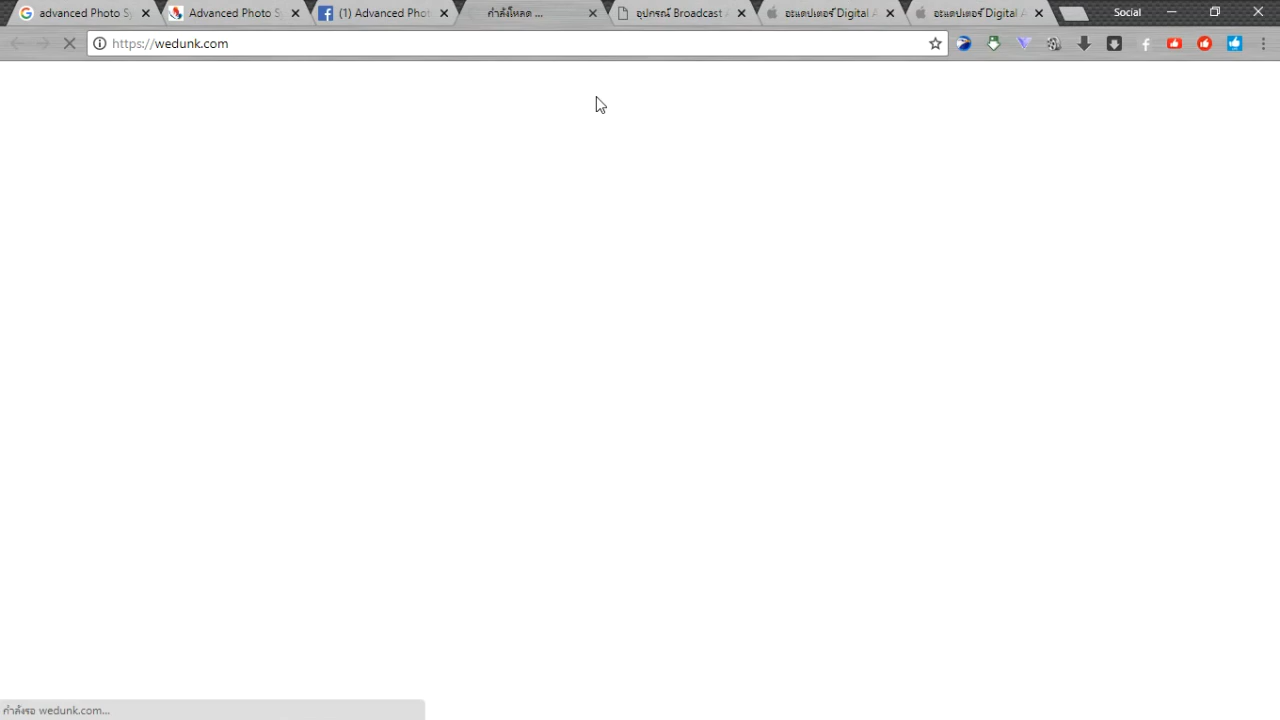 advanced Photo Sy
Advanced Photo S
(1) Advanced Phot
กำลังโหลด ...
อุปกรณ์ Broadcast
อะแดปเตอร์ Digital A
อะแดปเตอร์ Digital A
Social
https://wedunk.com
กำลังรอ wedunk.com...